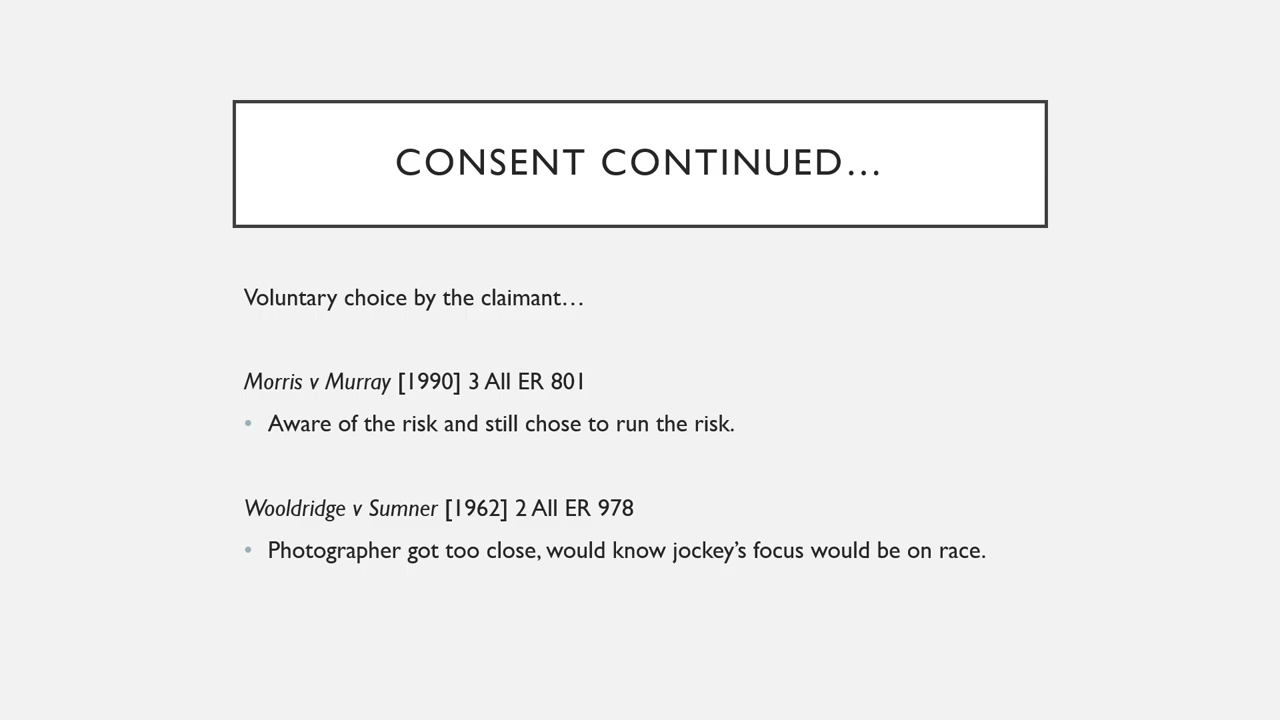 CONSENT CONTINUED…
Voluntary choice by the claimant…
Morris v Murray [1990] 3 All ER 801
• Aware of the risk and still chose to run the risk.
Wooldridge v Sumner [1962] 2 All ER 978
• Photographer got too close, would know jockey’s focus would be on race.